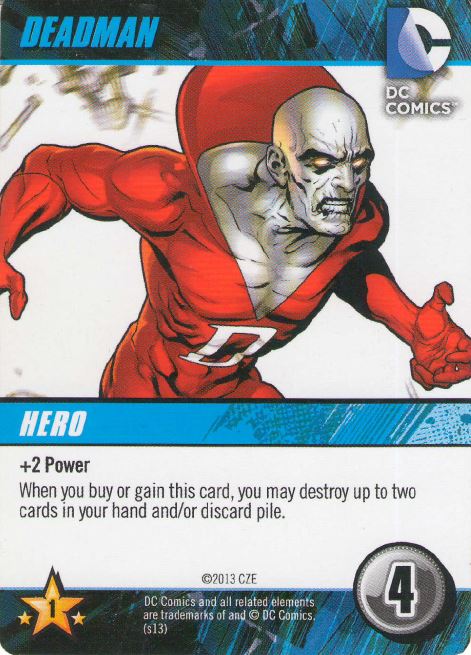 DEADMAN
DC
COMICS™
D
HERO
+2 Power
When you buy or gain this card, you may destroy up to two
cards in your hand and/or discard pile.
©2013 CZE
1
DC Comics and all related elements
are trademarks of and © DC Comics.
(s13)
4